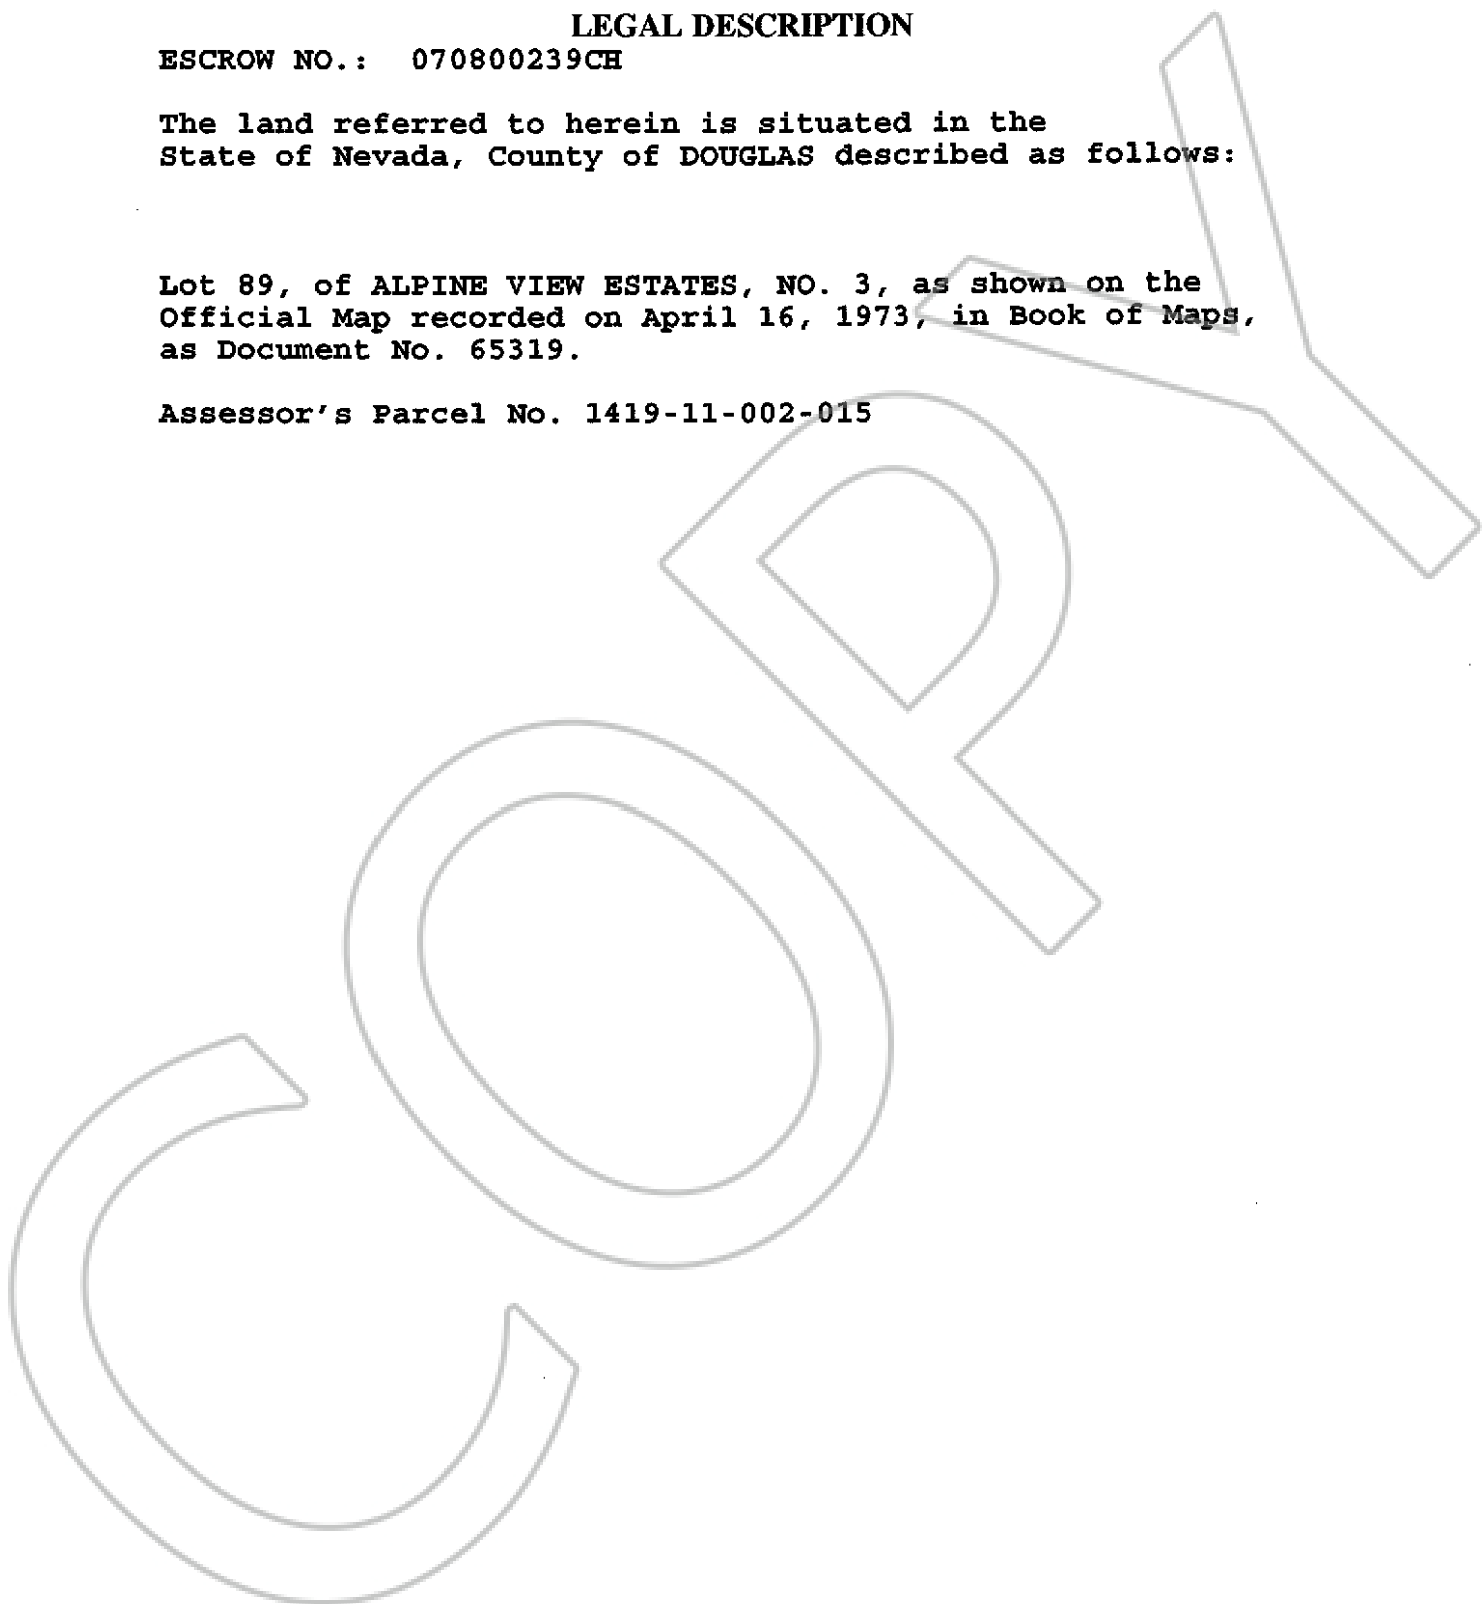 LEGAL DESCRIPTION
ESCROW NO.: 070800239CH
The land referred to herein is situated in the
State of Nevada, County of DOUGLAS described as follows:
Lot 89, of ALPINE VIEW ESTATES, NO. 3, as shown on the
Official Map recorded on April 16, 1973, in Book of Maps,
as Document No. 65319.
Assessor's Parcel No. 1419-11-002-015
COPY